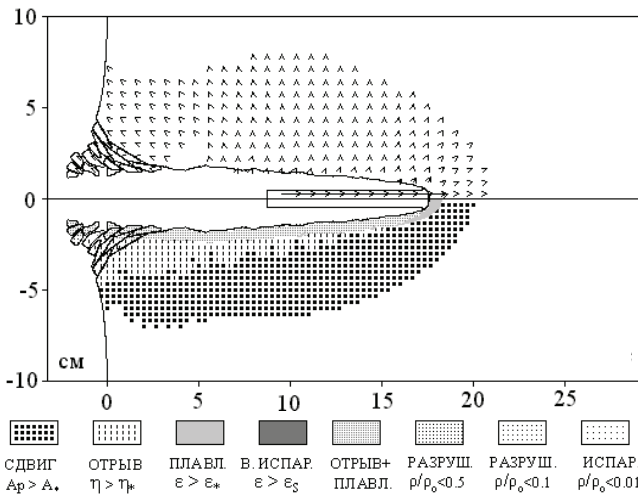 10
5
0
-5
-10
см
0 5 10 15 20 25
СДВИГ ОТРЫВ ПЛАВЛ. В. ИСПАР. ОТРЫВ+ РАЗРУШ. РАЗРУШ. ИСПАР.
Ap > A* η > η* ε > ε* ε > εS ПЛАВЛ. ρ/ρo<0.5 ρ/ρo<0.1 ρ/ρo<0.01